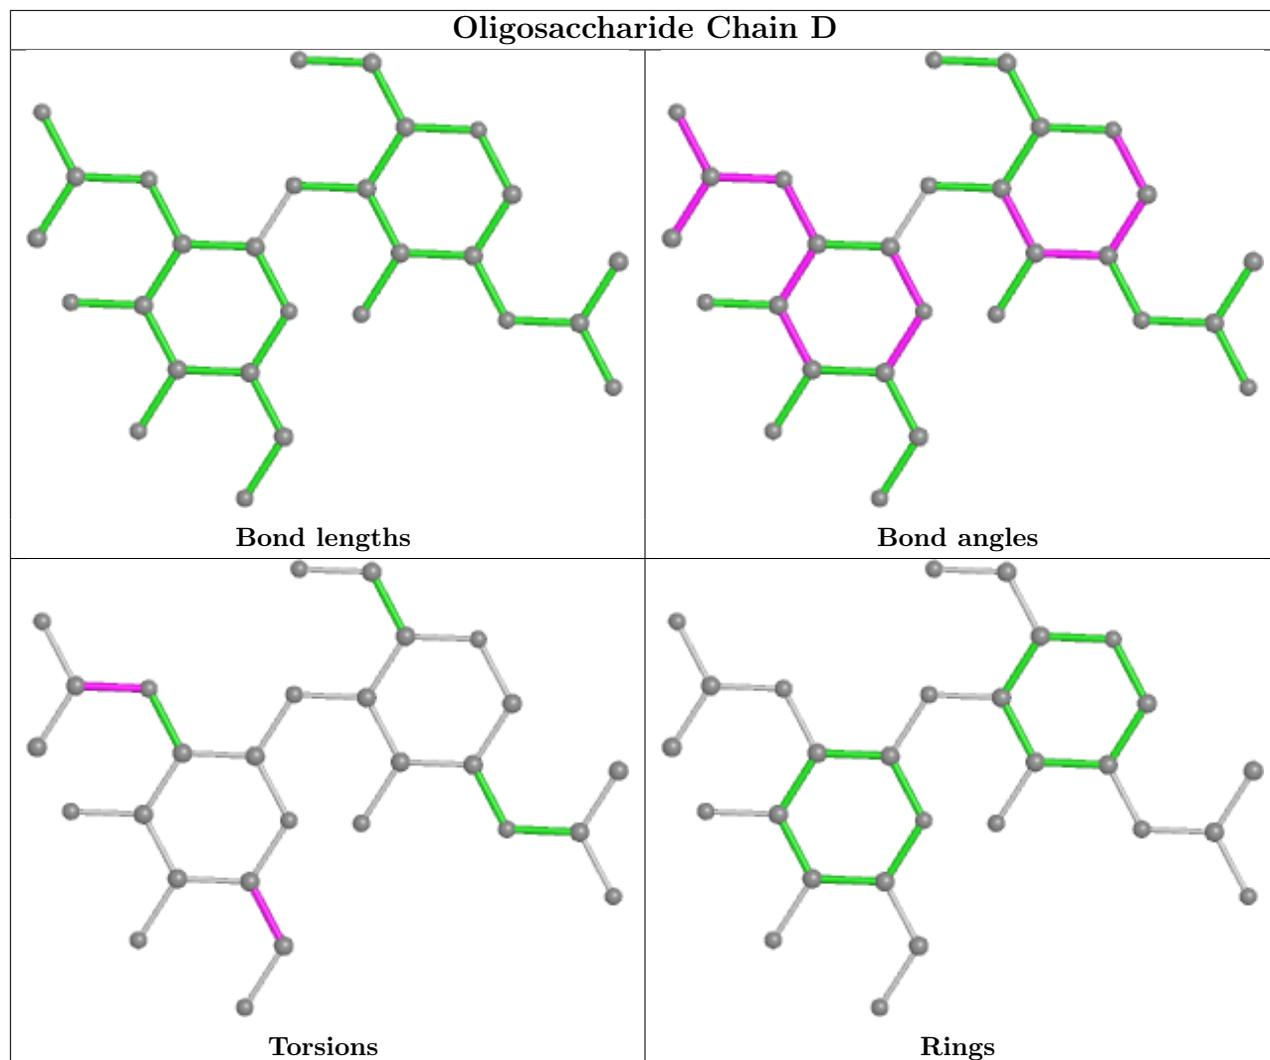 Oligosaccharide Chain D
Bond lengths
Bond angles
Torsions
Rings